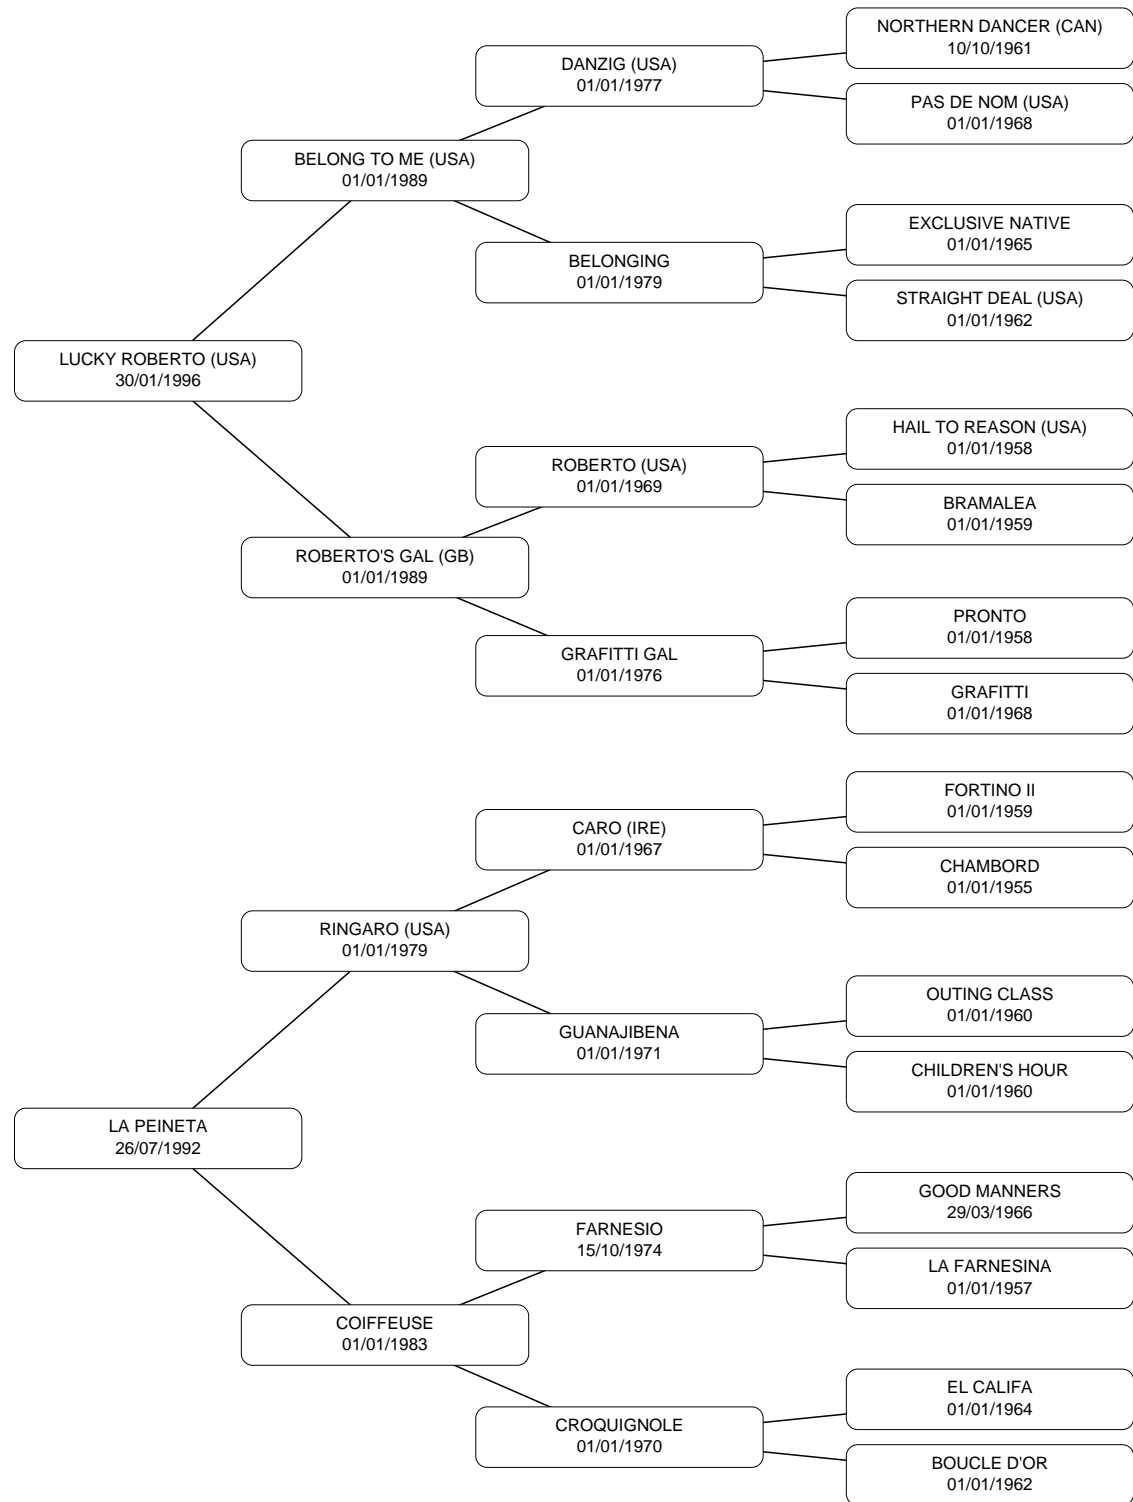 NORTHERN DANCER (CAN)
10/10/1961
DANZIG (USA)
01/01/1977
PAS DE NOM (USA)
01/01/1968
BELONG TO ME (USA)
01/01/1989
EXCLUSIVE NATIVE
01/01/1965
BELONGING
01/01/1979
STRAIGHT DEAL (USA)
01/01/1962
LUCKY ROBERTO (USA)
30/01/1996
HAIL TO REASON (USA)
01/01/1958
ROBERTO (USA)
01/01/1969
BRAMALEA
01/01/1959
ROBERTO'S GAL (GB)
01/01/1989
PRONTO
01/01/1958
GRAFITTI GAL
01/01/1976
GRAFITTI
01/01/1968
FORTINO II
01/01/1959
CARO (IRE)
01/01/1967
CHAMBORD
01/01/1955
RINGARO (USA)
01/01/1979
OUTING CLASS
01/01/1960
GUANAJIBENA
01/01/1971
CHILDREN'S HOUR
01/01/1960
LA PEINETA
26/07/1992
GOOD MANNERS
29/03/1966
FARNESIO
15/10/1974
LA FARNESINA
01/01/1957
COIFFEUSE
01/01/1983
EL CALIFA
01/01/1964
CROQUIGNOLE
01/01/1970
BOUCLE D'OR
01/01/1962